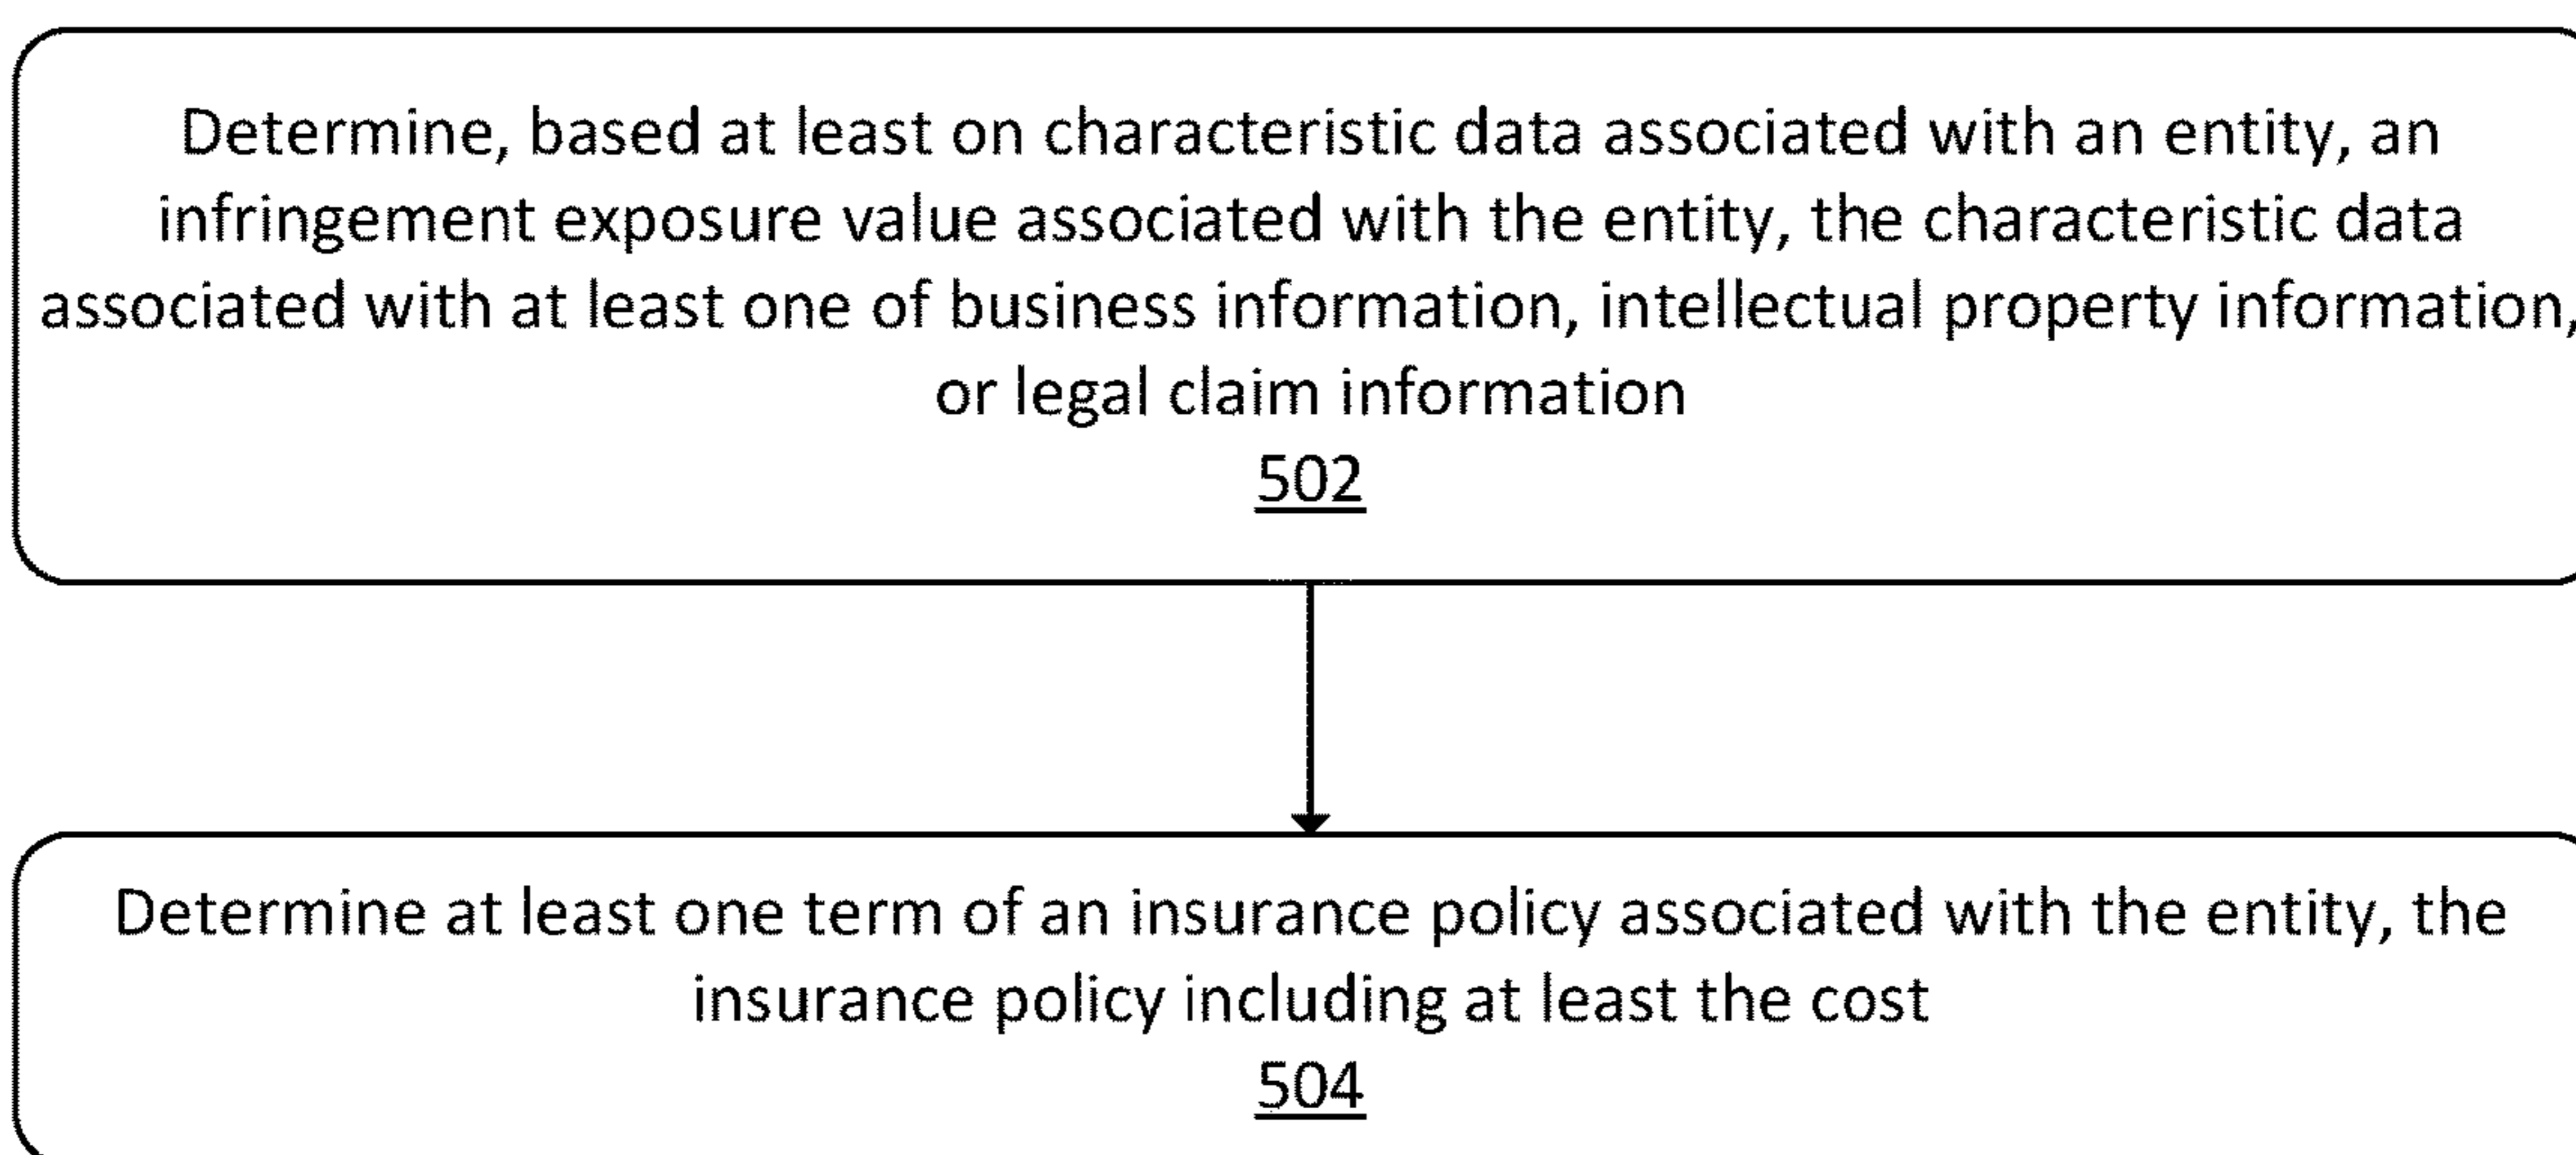 Determine, based at least on characteristic data associated with an entity, an
infringement exposure value associated with the entity, the characteristic data
associated with at least one of business information, intellectual property information,
or legal claim information
502
Determine at least one term of an insurance policy associated with the entity, the
insurance policy including at least the cost
504